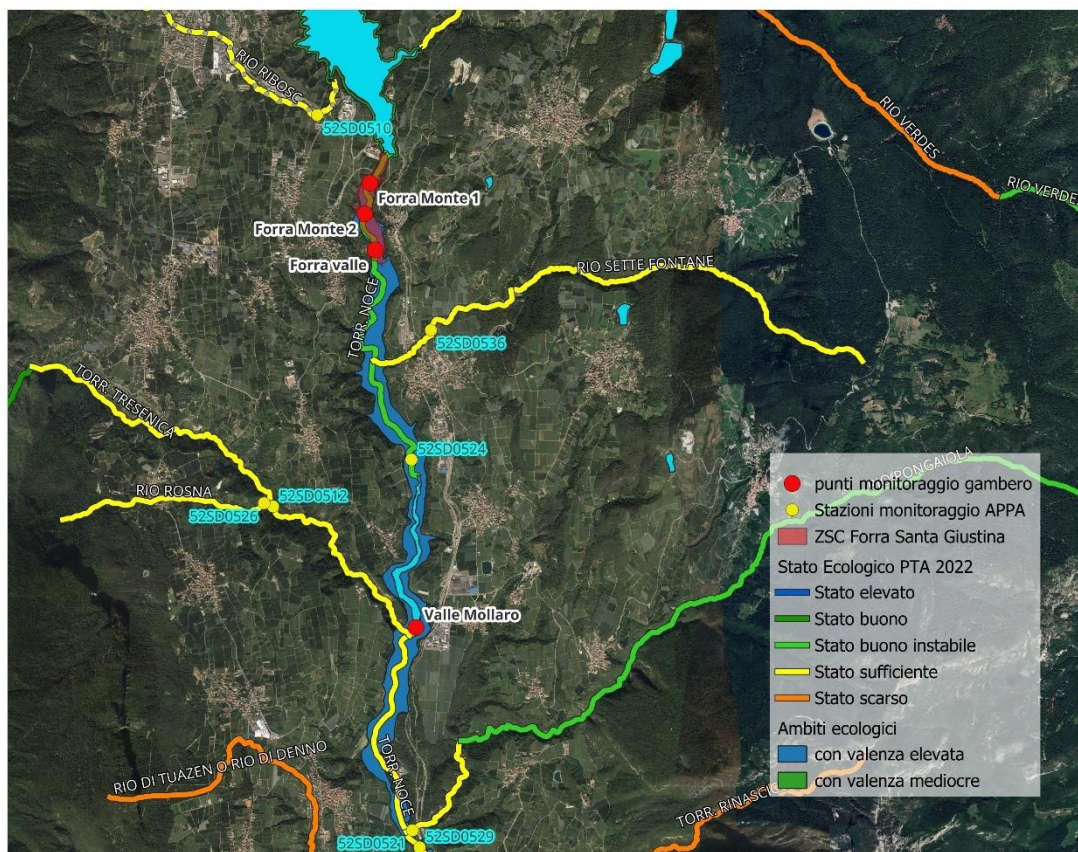 RIO RIBOSC
52SD0510
RIO VERDES
RIO VERDE
Forra Monte 1
Forra Monte 2
Forra valle
RIO SETTE FONTANE
TORR. NOCE
52SD0536
TORR. TRESENICA
52SD0524
RIO ROSNA
52SD0512
52SD0526
PONGAIOLA
Valle Mollaro
RIO DI TUAZEN O RIO DI DENNO
TORR. NOCE
TORR. RINASCIC
52SD0529
52SD0521
punti monitoraggio gambero
Stazioni monitoraggio APPA
ZSC Forra Santa Giustina
Stato Ecologico PTA 2022
Stato elevato
Stato buono
Stato buono instabile
Stato sufficiente
Stato scarso
Ambiti ecologici
con valenza elevata
con valenza mediocre